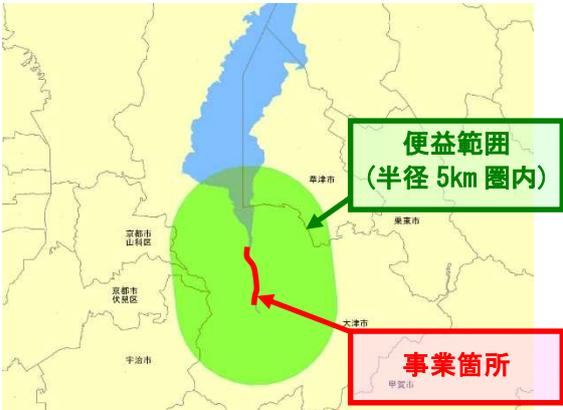 便益範囲
(半径 5km 圏内)
草津市
栗東市
京都市
山科区
京都市
伏見区
大津市
宇治市
事業箇所
甲賀市